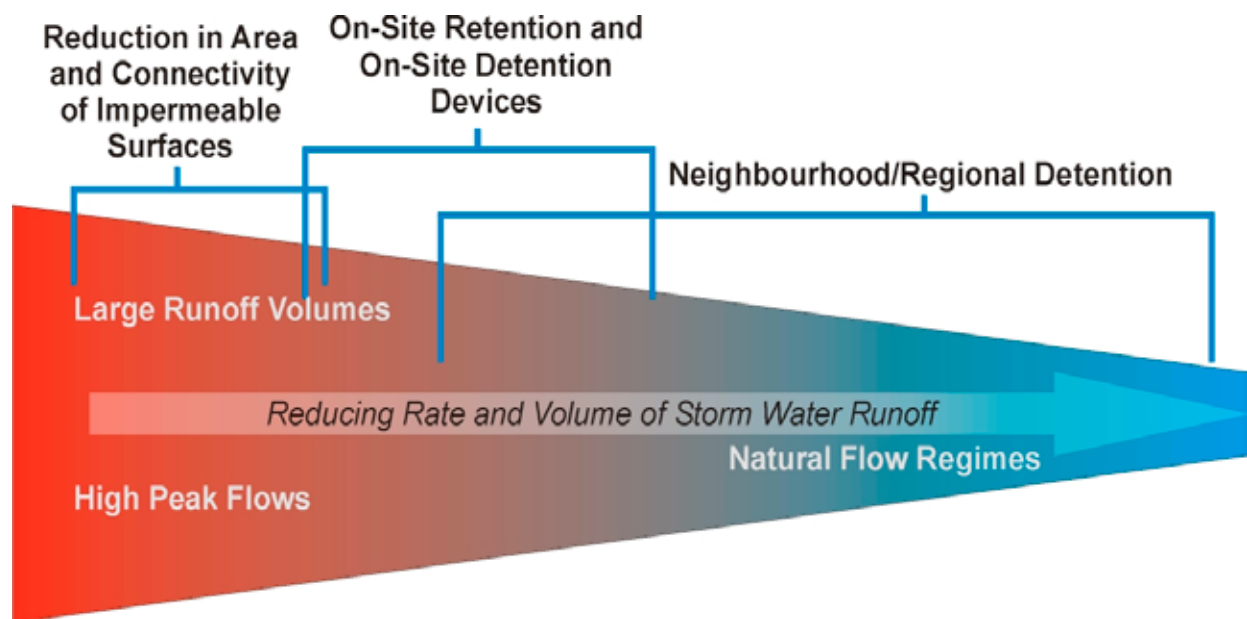 Reduction in Area
and Connectivity
of Impermeable
Surfaces
On-Site Retention and
On-Site Detention
Devices
Neighbourhood/Regional Detention
Large Runoff Volumes
Reducing Rate and Volume of Storm Water Runoff
Natural Flow Regimes
High Peak Flows